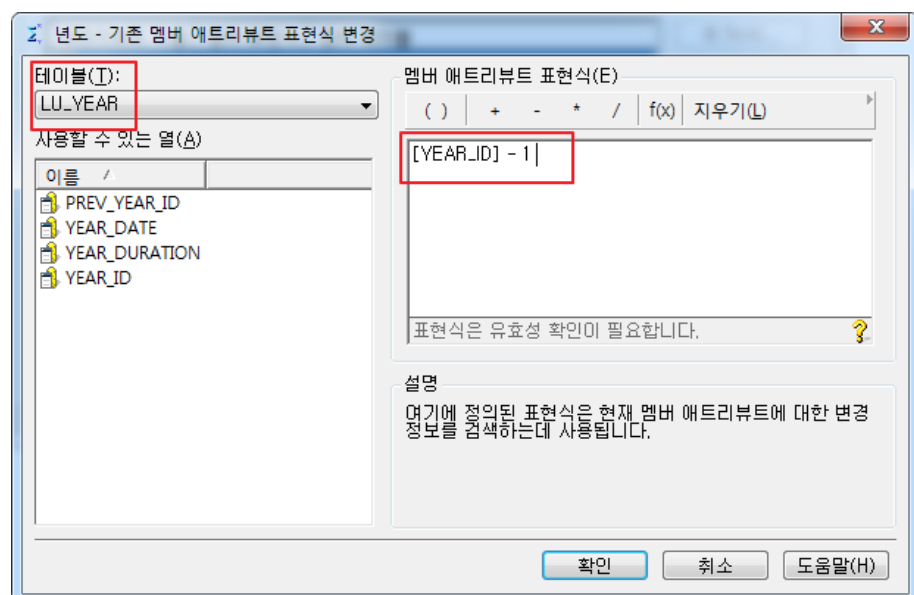 년도 - 기존 멤버 애트리뷰트 표현식 변경
테이블(T):
LU_YEAR
사용할 수 있는 열(A)
이름
PREV_YEAR_ID
YEAR_DATE
YEAR_DURATION
YEAR_ID
멤버 애트리뷰트 표현식(E)
( ) + - * / f(x) 지우기(L)
[YEAR_ID] - 1
표현식은 유효성 확인이 필요합니다.
설명
여기에 정의된 표현식은 현재 멤버 애트리뷰트에 대한 변경
정보를 검색하는데 사용됩니다.
확인 취소 도움말(H)